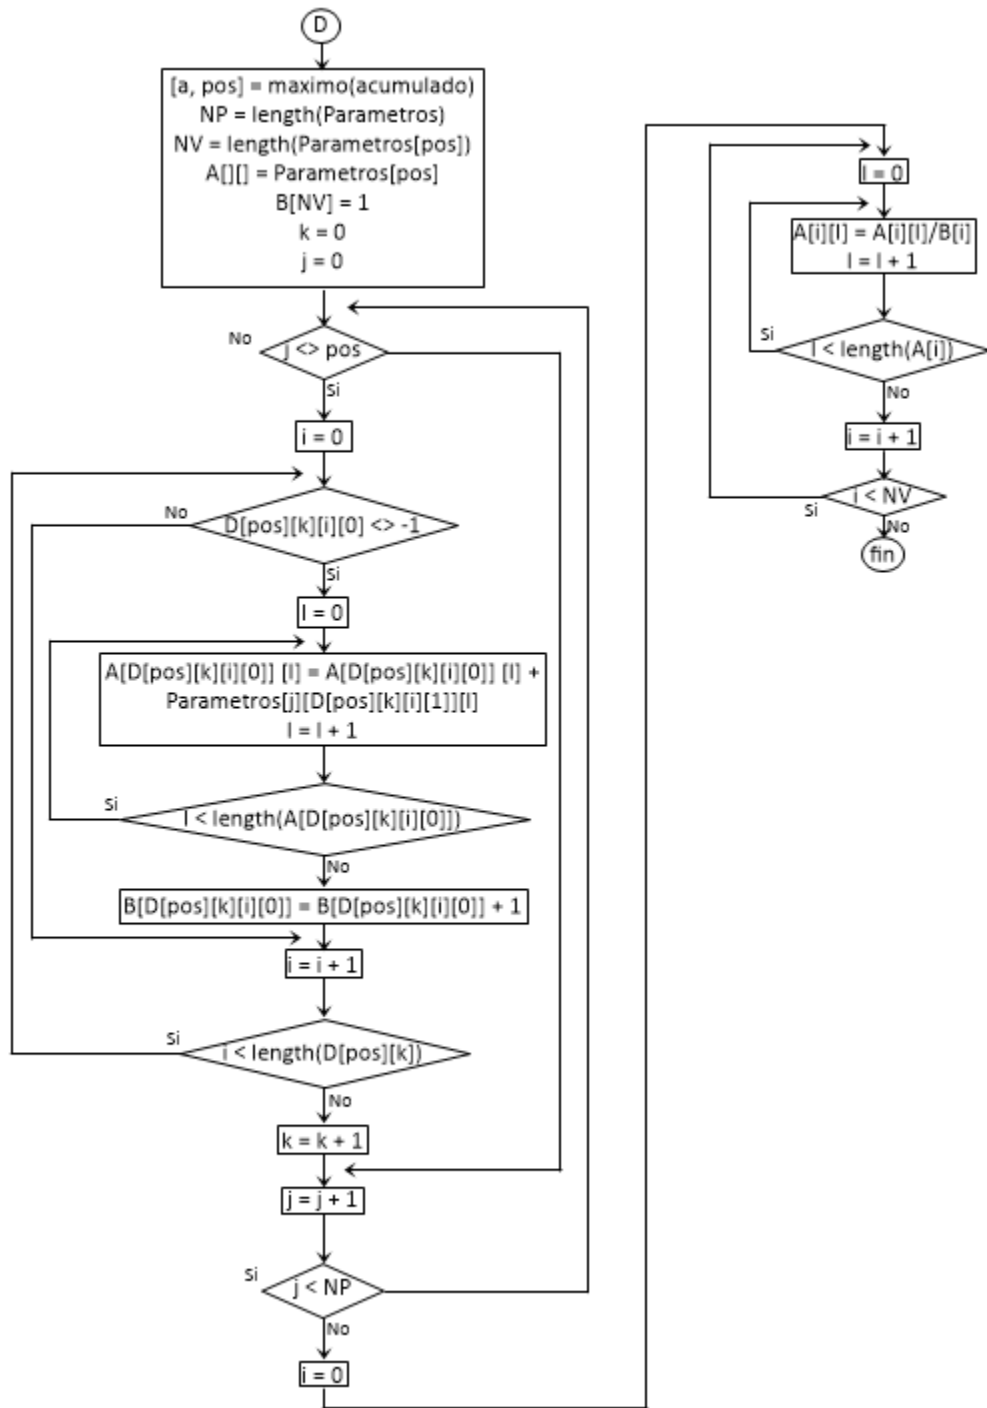 D
[a, pos] = maximo(acumulado)
NP = length(Parametros)
NV = length(Parametros[pos])
A[][] = Parametros[pos]
B[NV] = 1
k = 0
j = 0
No
j <> pos
Si
i = 0
No
D[pos][k][i][0] <> -1
Si
l = 0
A[D[pos][k][i][0]] [l] = A[D[pos][k][i][0]] [l] +
Parametros[j][D[pos][k][i][1]][l]
l = l + 1
Si
l < length(A[D[pos][k][i][0]])
No
B[D[pos][k][i][0]] = B[D[pos][k][i][0]] + 1
i = i + 1
Si
i < length(D[pos][k])
No
k = k + 1
j = j + 1
Si
j < NP
No
i = 0
l = 0
A[i][l] = A[i][l]/B[i]
l = l + 1
Si
l < length(A[i])
No
i = i + 1
i < NV
Si
No
fin